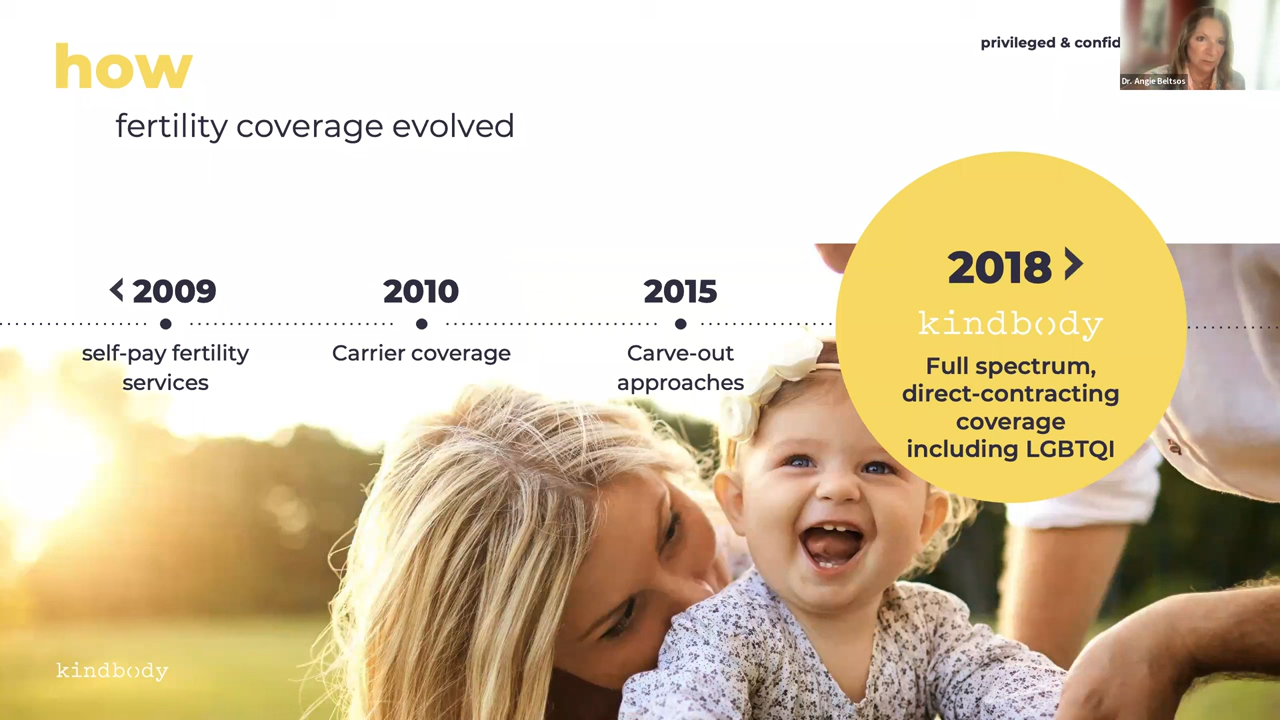 how
privileged & confid
Dr. Angie Beltsos
fertility coverage evolved
< 2009
self-pay fertility
services
2010
Carrier coverage
2015
Carve-out
approaches
2018 >
kindbody
Full spectrum,
direct-contracting
coverage
including LGBTQI
kindbody